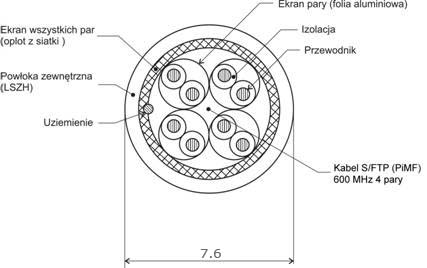 Ekran pary (folia aluminiowa)
Ekran wszystkich par
(oplot z siatki )
Izolacja
Przewodnik
Powłoka zewnętrzna
(LSZH)
Uziemienie
Kabel S/FTP (PiMF)
600 MHz 4 pary
7.6